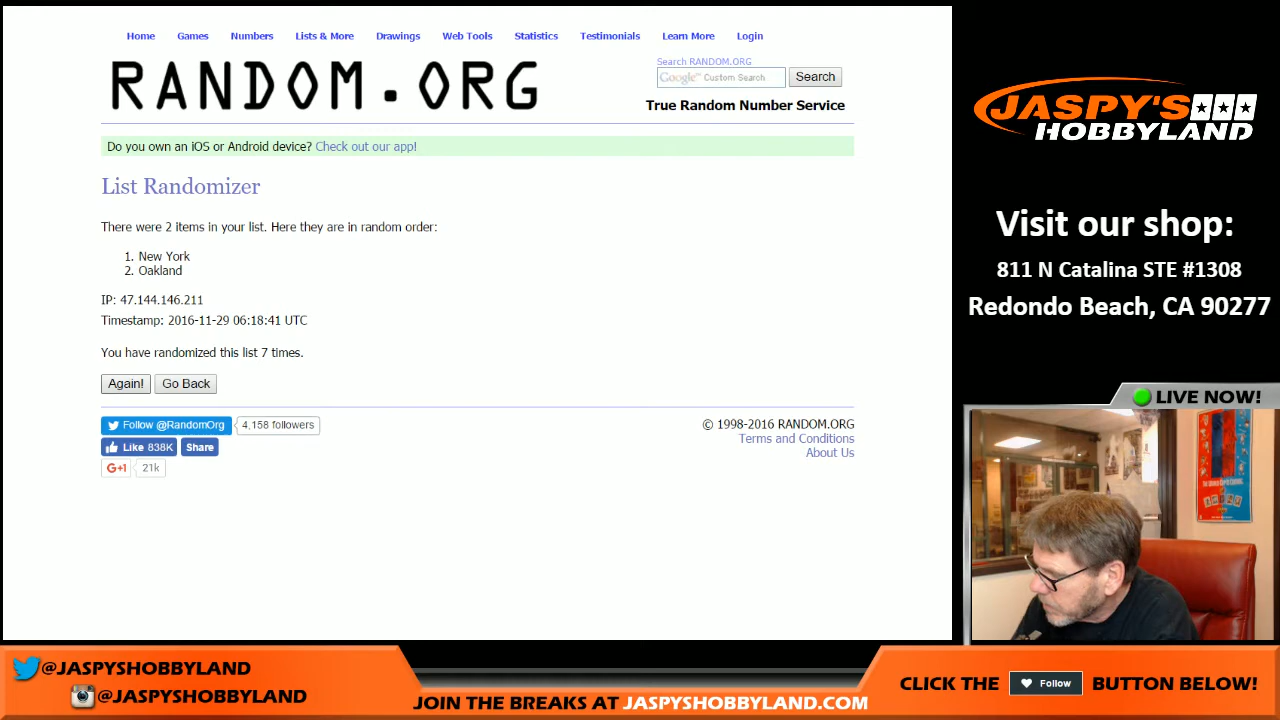 Home Games Numbers Lists & More Drawings Web Tools Statistics Testimonials Learn More Login
RANDOM.ORG
Search RANDOM.ORG
Google™ Custom Search Search
True Random Number Service
Do you own an iOS or Android device? Check out our app!
List Randomizer
There were 2 items in your list. Here they are in random order:
1. New York
2. Oakland
IP: 47.144.146.211
Timestamp: 2016-11-29 06:18:41 UTC
You have randomized this list 7 times.
Again! Go Back
Follow @RandomOrg 4,158 followers
Like 838K Share
G+1 21k
© 1998-2016 RANDOM.ORG
Terms and Conditions
About Us
JASPY'S
HOBBYLAND
Visit our shop:
811 N Catalina STE #1308
Redondo Beach, CA 90277
LIVE NOW!
@JASPYSHOBBYLAND
@JASPYSHOBBYLAND
JOIN THE BREAKS AT JASPYSHOBBYLAND.COM
CLICK THE Follow BUTTON BELOW!